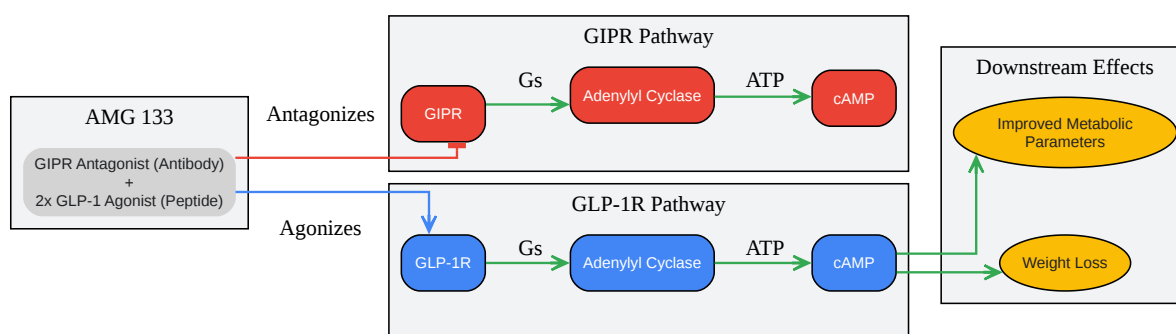 AMG 133
GIPR Antagonist (Antibody)
+
2x GLP-1 Agonist (Peptide)
Antagonizes
Agonizes
GIPR Pathway
GIPR
Gs
Adenylyl Cyclase
ATP
cAMP
GLP-1R Pathway
GLP-1R
Gs
Adenylyl Cyclase
ATP
cAMP
Downstream Effects
Improved Metabolic
Parameters
Weight Loss